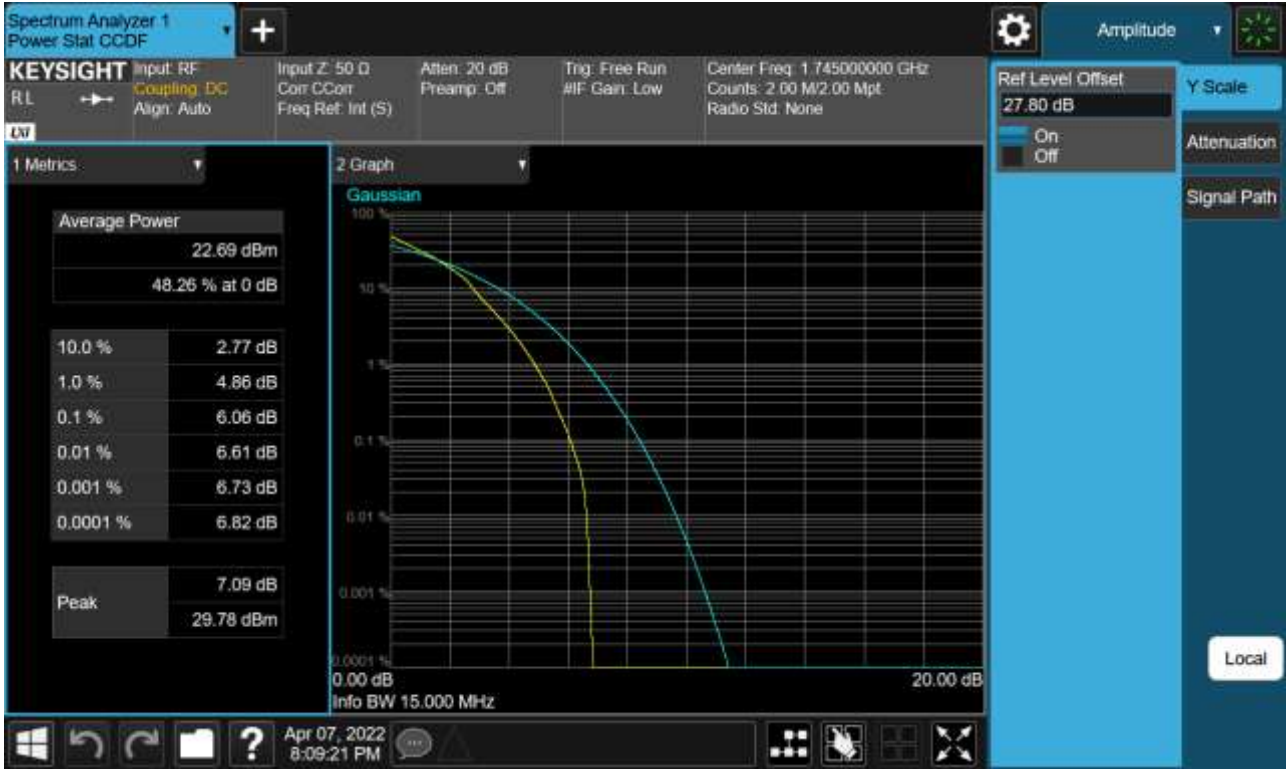 Spectrum Analyzer 1
Power Stat CCDF
Amplitude
KEYSIGHT
RL
LXI
Input: RF
Coupling: DC
Align: Auto
Input Z: 50 Ω
Corr CCorr
Freq Ref: Int (S)
Atten: 20 dB
Preamp: Off
Trig: Free Run
#IF Gain: Low
Center Freq: 1.745000000 GHz
Counts: 2.00 M/2.00 Mpt
Radio Std: None
Ref Level Offset
27.80 dB
On
Off
Y Scale
Attenuation
Signal Path
Local
1 Metrics
Average Power
22.69 dBm
48.26 % at 0 dB
10.0 % 2.77 dB
1.0 % 4.86 dB
0.1 % 6.06 dB
0.01 % 6.61 dB
0.001 % 6.73 dB
0.0001 % 6.82 dB
Peak
7.09 dB
29.78 dBm
2 Graph
Gaussian
100 %
10 %
1 %
0.1 %
0.01 %
0.001 %
0.0001 %
0.00 dB
20.00 dB
Info BW 15.000 MHz
?
Apr 07, 2022
8:09:21 PM